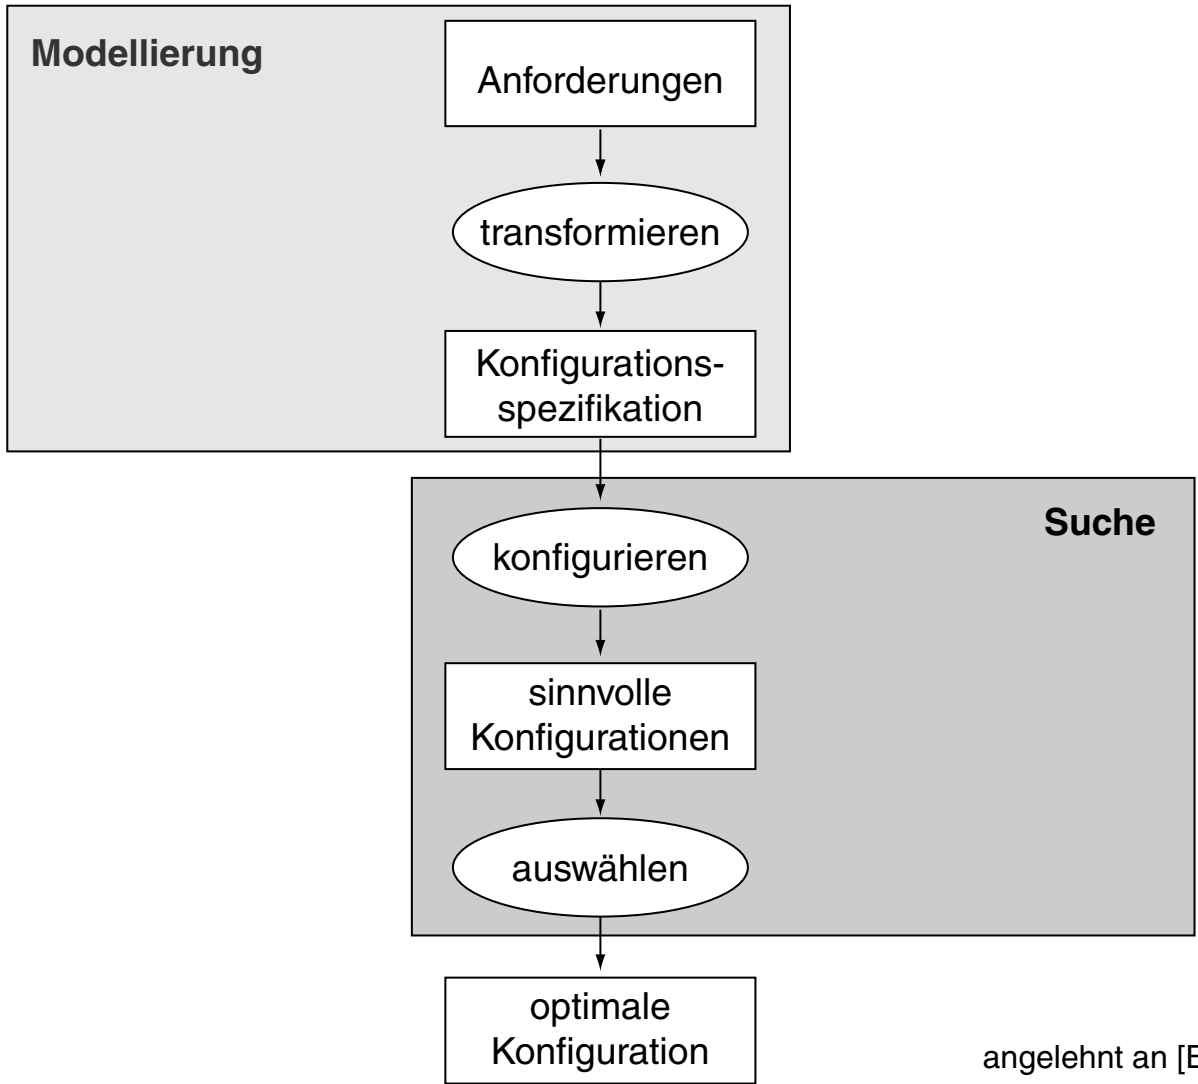 Modellierung
Anforderungen
transformieren
Konfigurations-
spezifikation
Suche
konfigurieren
sinnvolle
Konfigurationen
auswählen
optimale
Konfiguration
angelehnt an